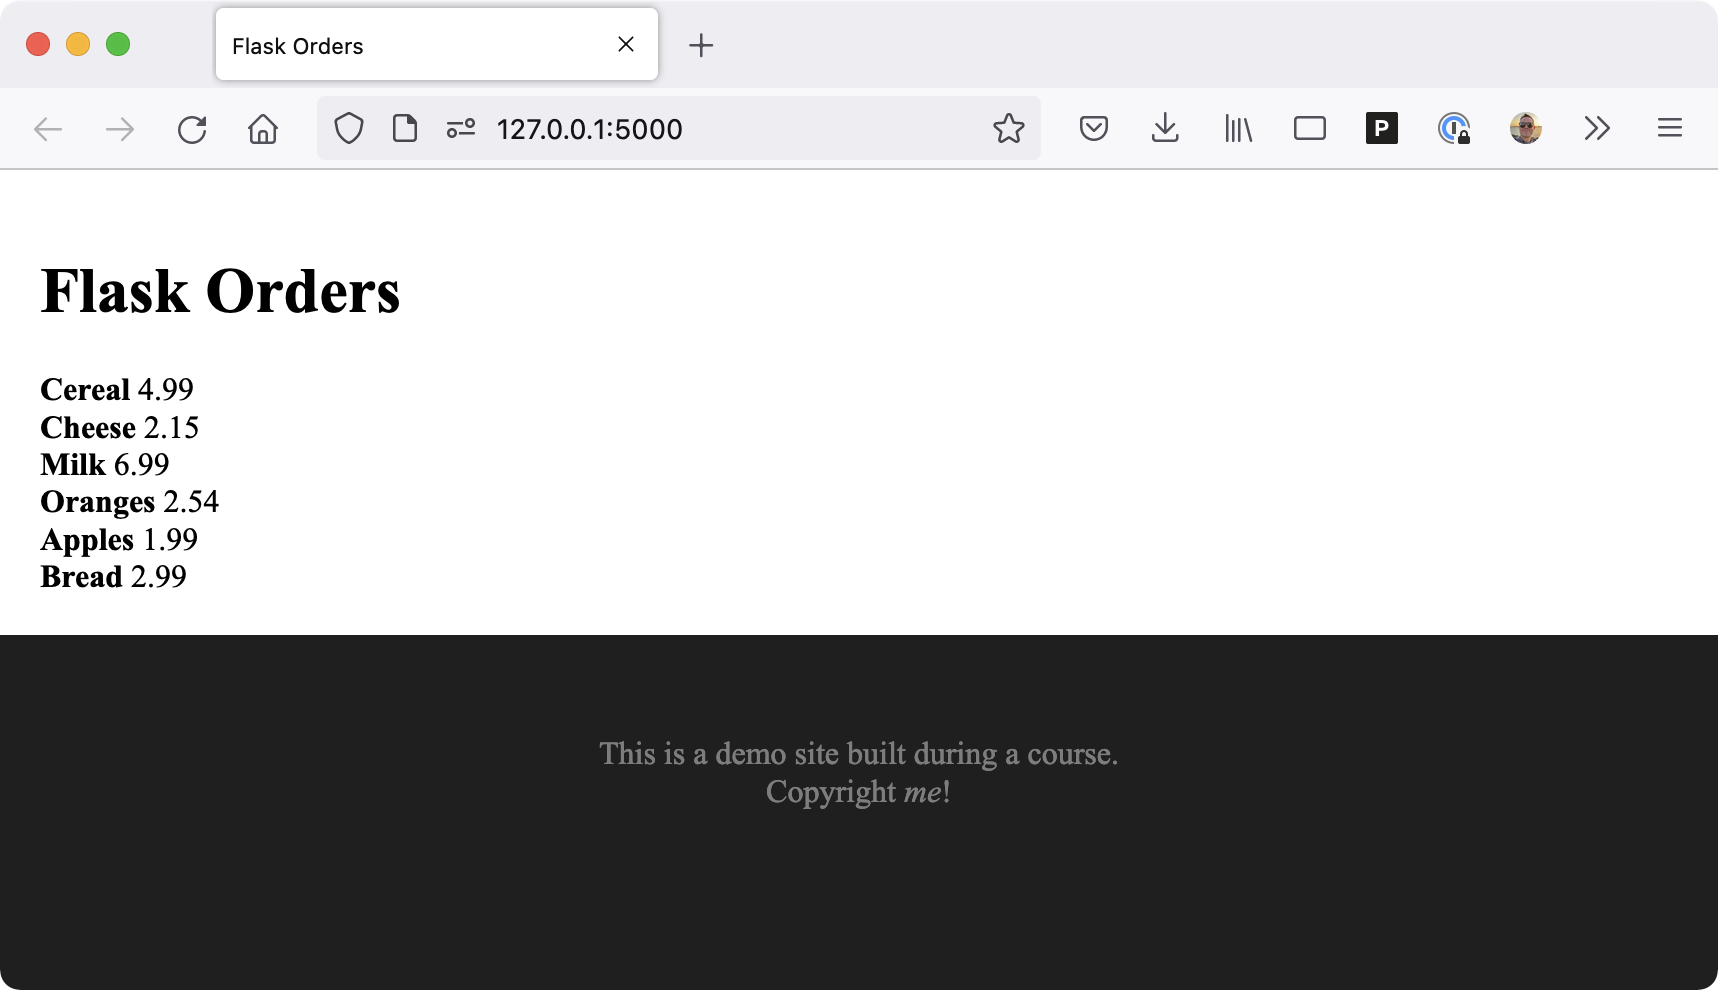 Flask Orders
127.0.0.1:5000
P
Flask Orders
Cereal 4.99
Cheese 2.15
Milk 6.99
Oranges 2.54
Apples 1.99
Bread 2.99
This is a demo site built during a course.
Copyright me!